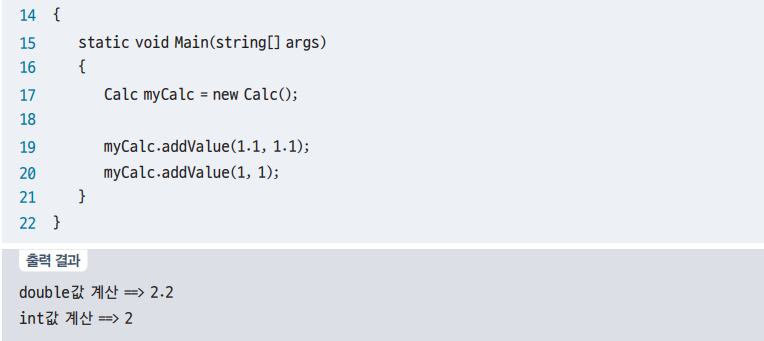 14 {
15 static void Main(string[] args)
16 {
17 Calc myCalc = new Calc();
18
19 myCalc.addValue(1.1, 1.1);
20 myCalc.addValue(1, 1);
21 }
22 }
출력 결과
double값 계산 ==> 2.2
int값 계산 ==> 2